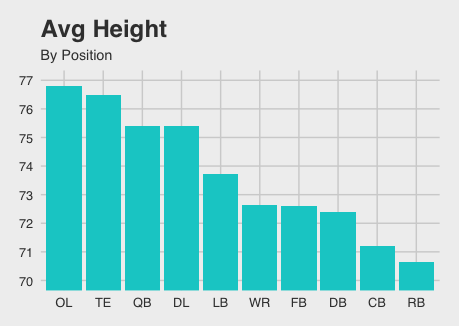 Avg Height
By Position
77
76
75
74
73
72
71
70
OL TE QB DL LB WR FB DB CB RB